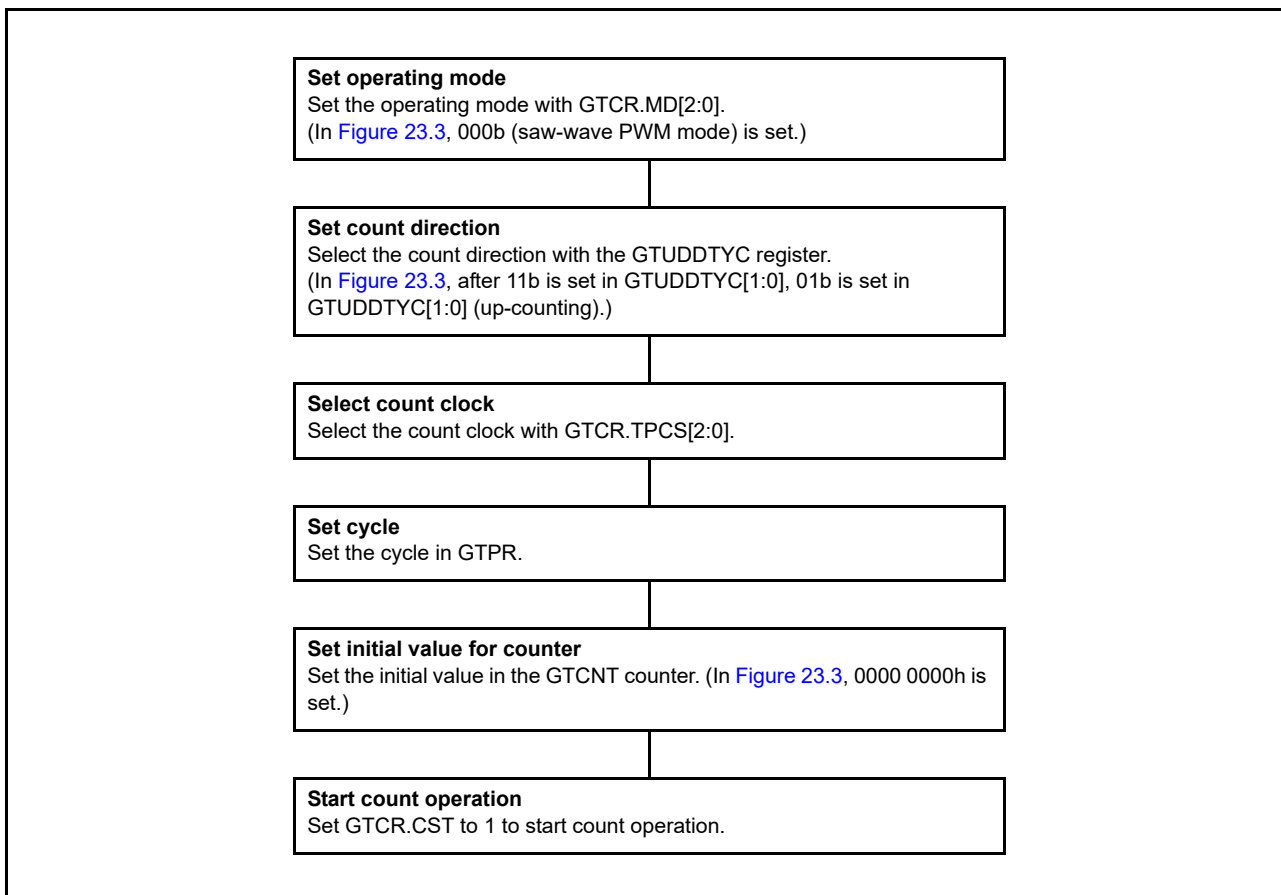 Set operating mode
Set the operating mode with GTCR.MD[2:0].
(In Figure 23.3, 000b (saw-wave PWM mode) is set.)
Set count direction
Select the count direction with the GTUDDTYC register.
(In Figure 23.3, after 11b is set in GTUDDTYC[1:0], 01b is set in
GTUDDTYC[1:0] (up-counting).)
Select count clock
Select the count clock with GTCR.TPCS[2:0].
Set cycle
Set the cycle in GTPR.
Set initial value for counter
Set the initial value in the GTCNT counter. (In Figure 23.3, 0000 0000h is
set.)
Start count operation
Set GTCR.CST to 1 to start count operation.